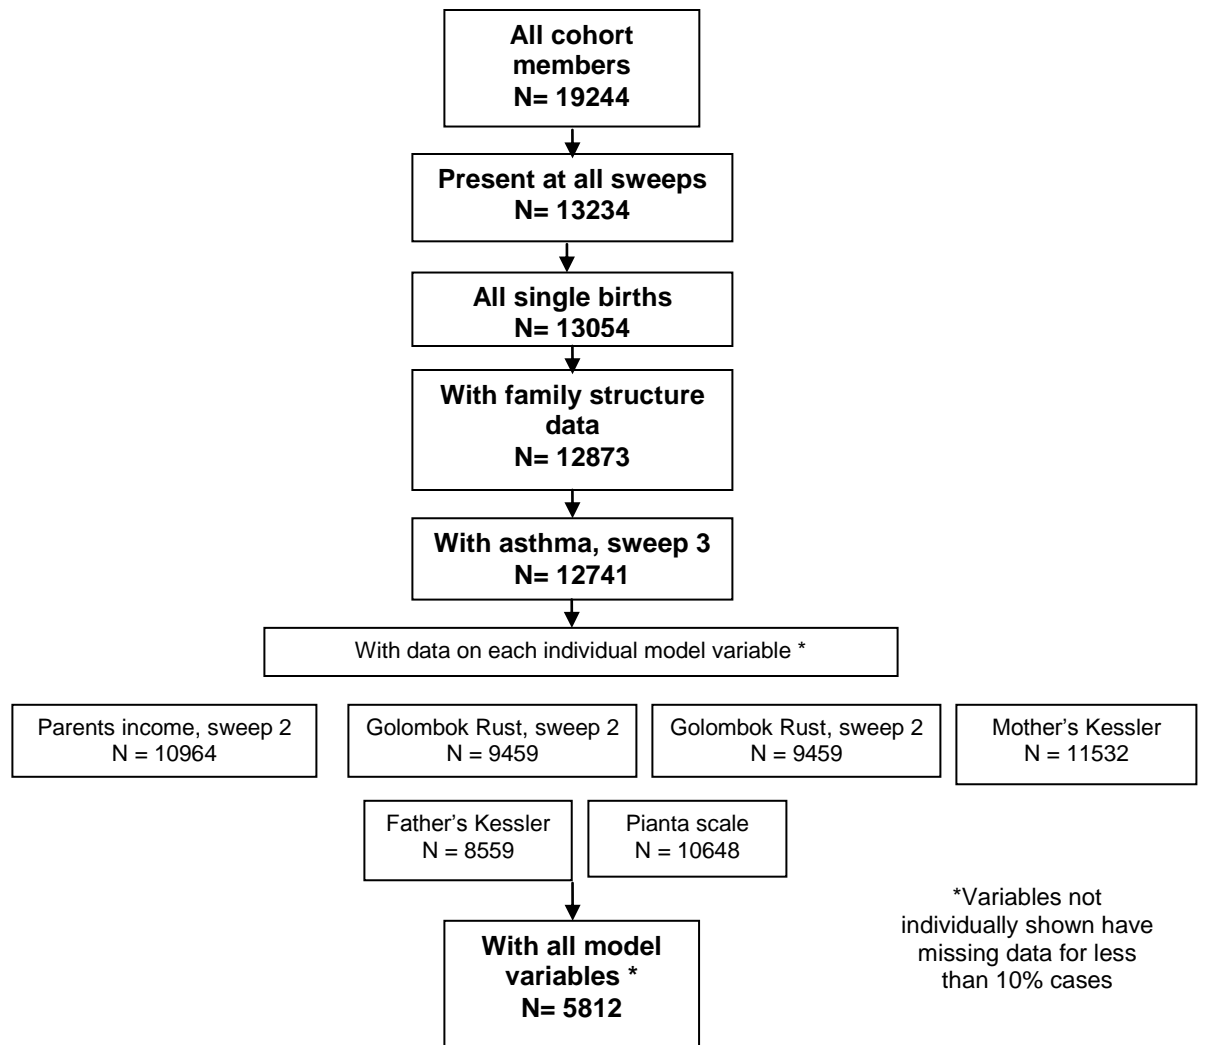 All cohort
members
N= 19244
Present at all sweeps
N= 13234
All single births
N= 13054
With family structure
data
N= 12873
With asthma, sweep 3
N= 12741
With data on each individual model variable *
Parents income, sweep 2
N = 10964
Golombok Rust, sweep 2
N = 9459
Golombok Rust, sweep 2
N = 9459
Mother's Kessler
N = 11532
Father's Kessler
N = 8559
Pianta scale
N = 10648
*Variables not
individually shown have
missing data for less
than 10% cases
With all model
variables *
N= 5812